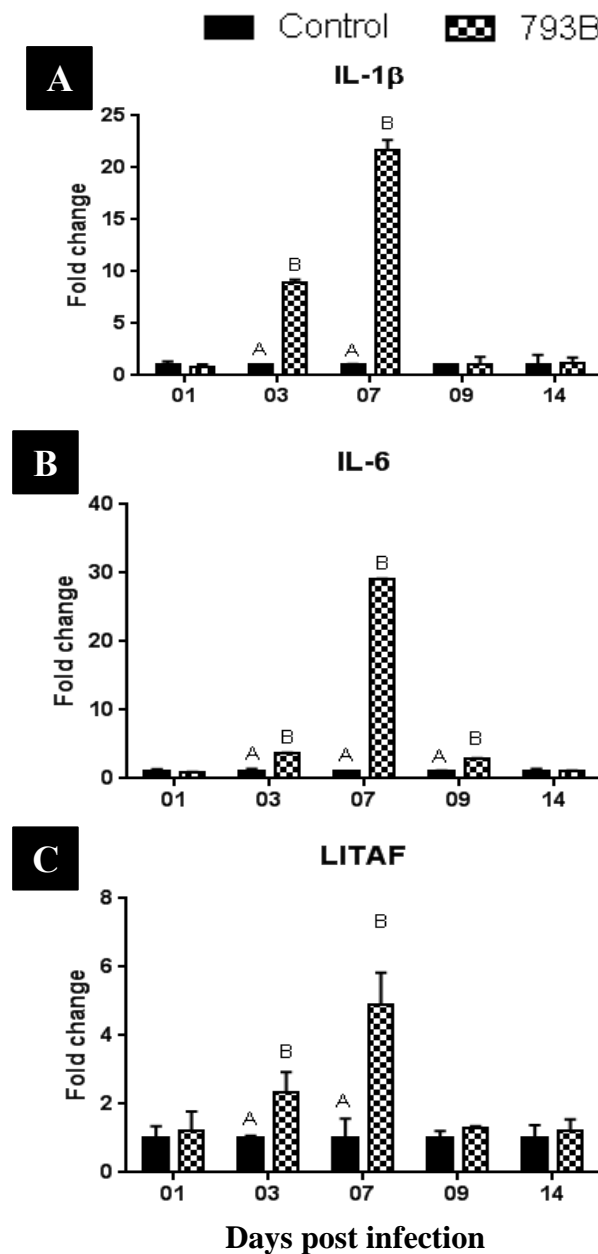 Control 793B
A
IL-1β
25
20
15
10
5
0
Fold change
B
B
A
A
01 03 07 09 14
B
IL-6
40
30
20
10
0
Fold change
B
A B A A B
01 03 07 09 14
C
LITAF
8
6
4
2
0
Fold change
B
B
A
A
01 03 07 09 14
Days post infection